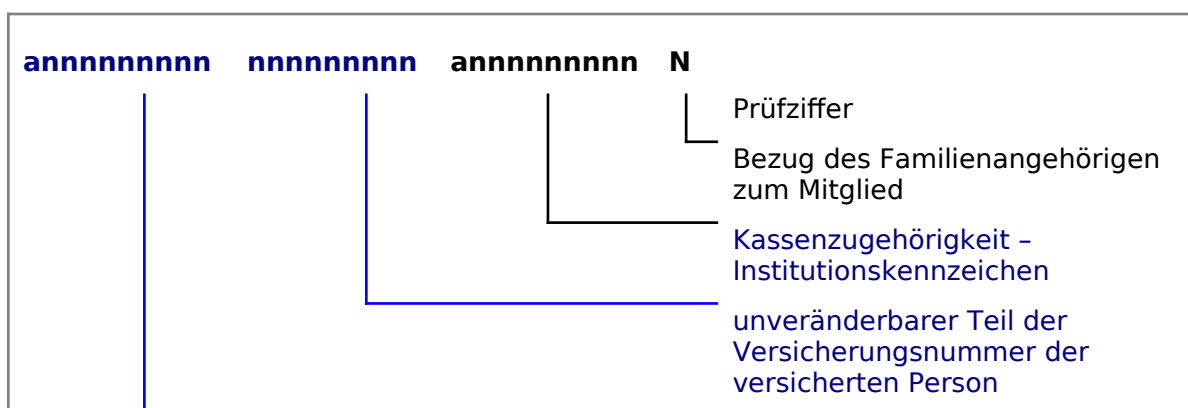 annnnnnnnn nnnnnnnnn annnnnnnnn N
Prüfziffer
Bezug des Familienangehörigen
zum Mitglied
Kassenzugehörigkeit –
Institutionskennzeichen
unveränderbarer Teil der
Versicherungsnummer der
versicherten Person